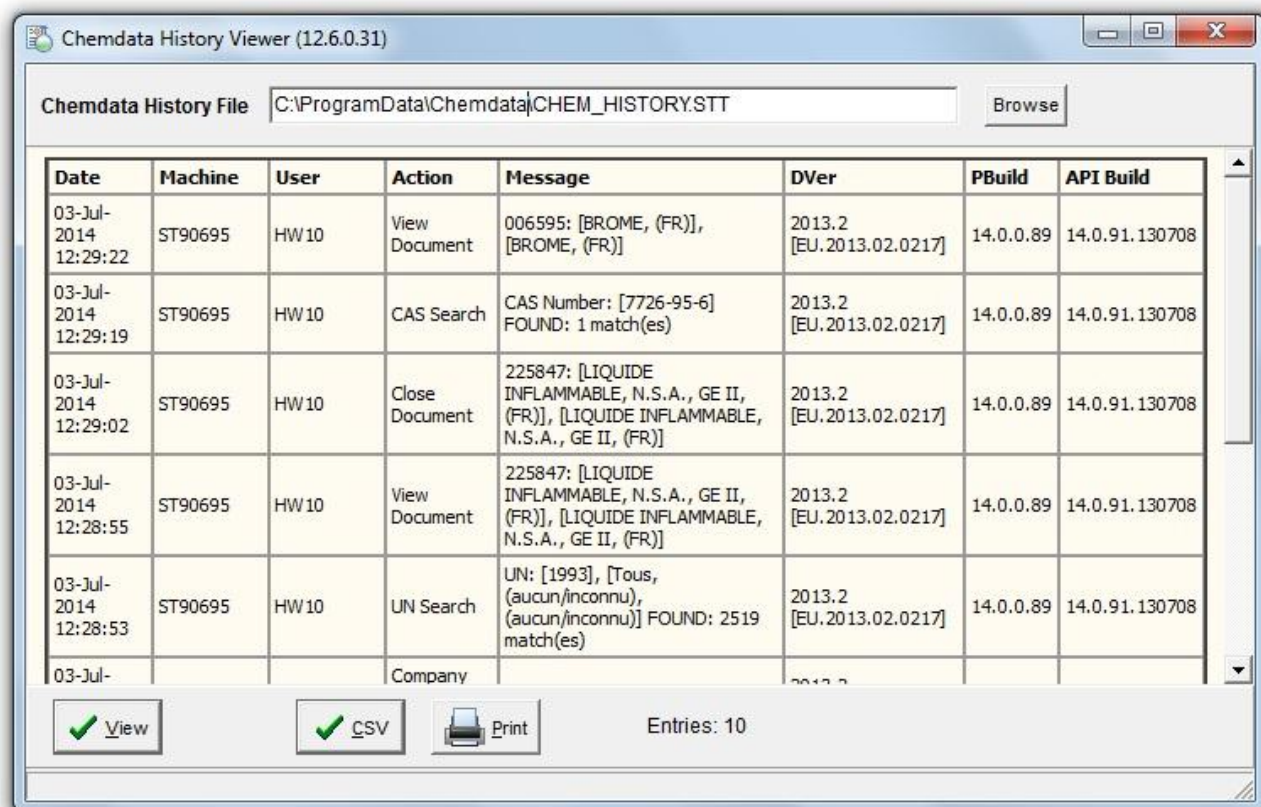 Chemdata History Viewer (12.6.0.31)
Chemdata History File C:\ProgramData\Chemdata\CHEM_HISTORY.STT Browse
Date Machine User Action Message DVer PBuild API Build
03-Jul-
2014
12:29:22
ST90695
HW10
View
Document
006595: [BROME, (FR)],
[BROME, (FR)]
2013.2
[EU.2013.02.0217]
14.0.0.89
14.0.91.130708
03-Jul-
2014
12:29:19
ST90695
HW10
CAS Search
CAS Number: [7726-95-6]
FOUND: 1 match(es)
2013.2
[EU.2013.02.0217]
14.0.0.89
14.0.91.130708
03-Jul-
2014
12:29:02
ST90695
HW10
Close
Document
225847: [LIQUIDE
INFLAMMABLE, N.S.A., GE II,
(FR)], [LIQUIDE INFLAMMABLE,
N.S.A., GE II, (FR)]
2013.2
[EU.2013.02.0217]
14.0.0.89
14.0.91.130708
03-Jul-
2014
12:28:55
ST90695
HW10
View
Document
225847: [LIQUIDE
INFLAMMABLE, N.S.A., GE II,
(FR)], [LIQUIDE INFLAMMABLE,
N.S.A., GE II, (FR)]
2013.2
[EU.2013.02.0217]
14.0.0.89
14.0.91.130708
03-Jul-
2014
12:28:53
ST90695
HW10
UN Search
UN: [1993], [Tous,
(aucun/inconnu),
(aucun/inconnu)] FOUND: 2519
match(es)
2013.2
[EU.2013.02.0217]
14.0.0.89
14.0.91.130708
03-Jul-
Company
View CSV Print Entries: 10